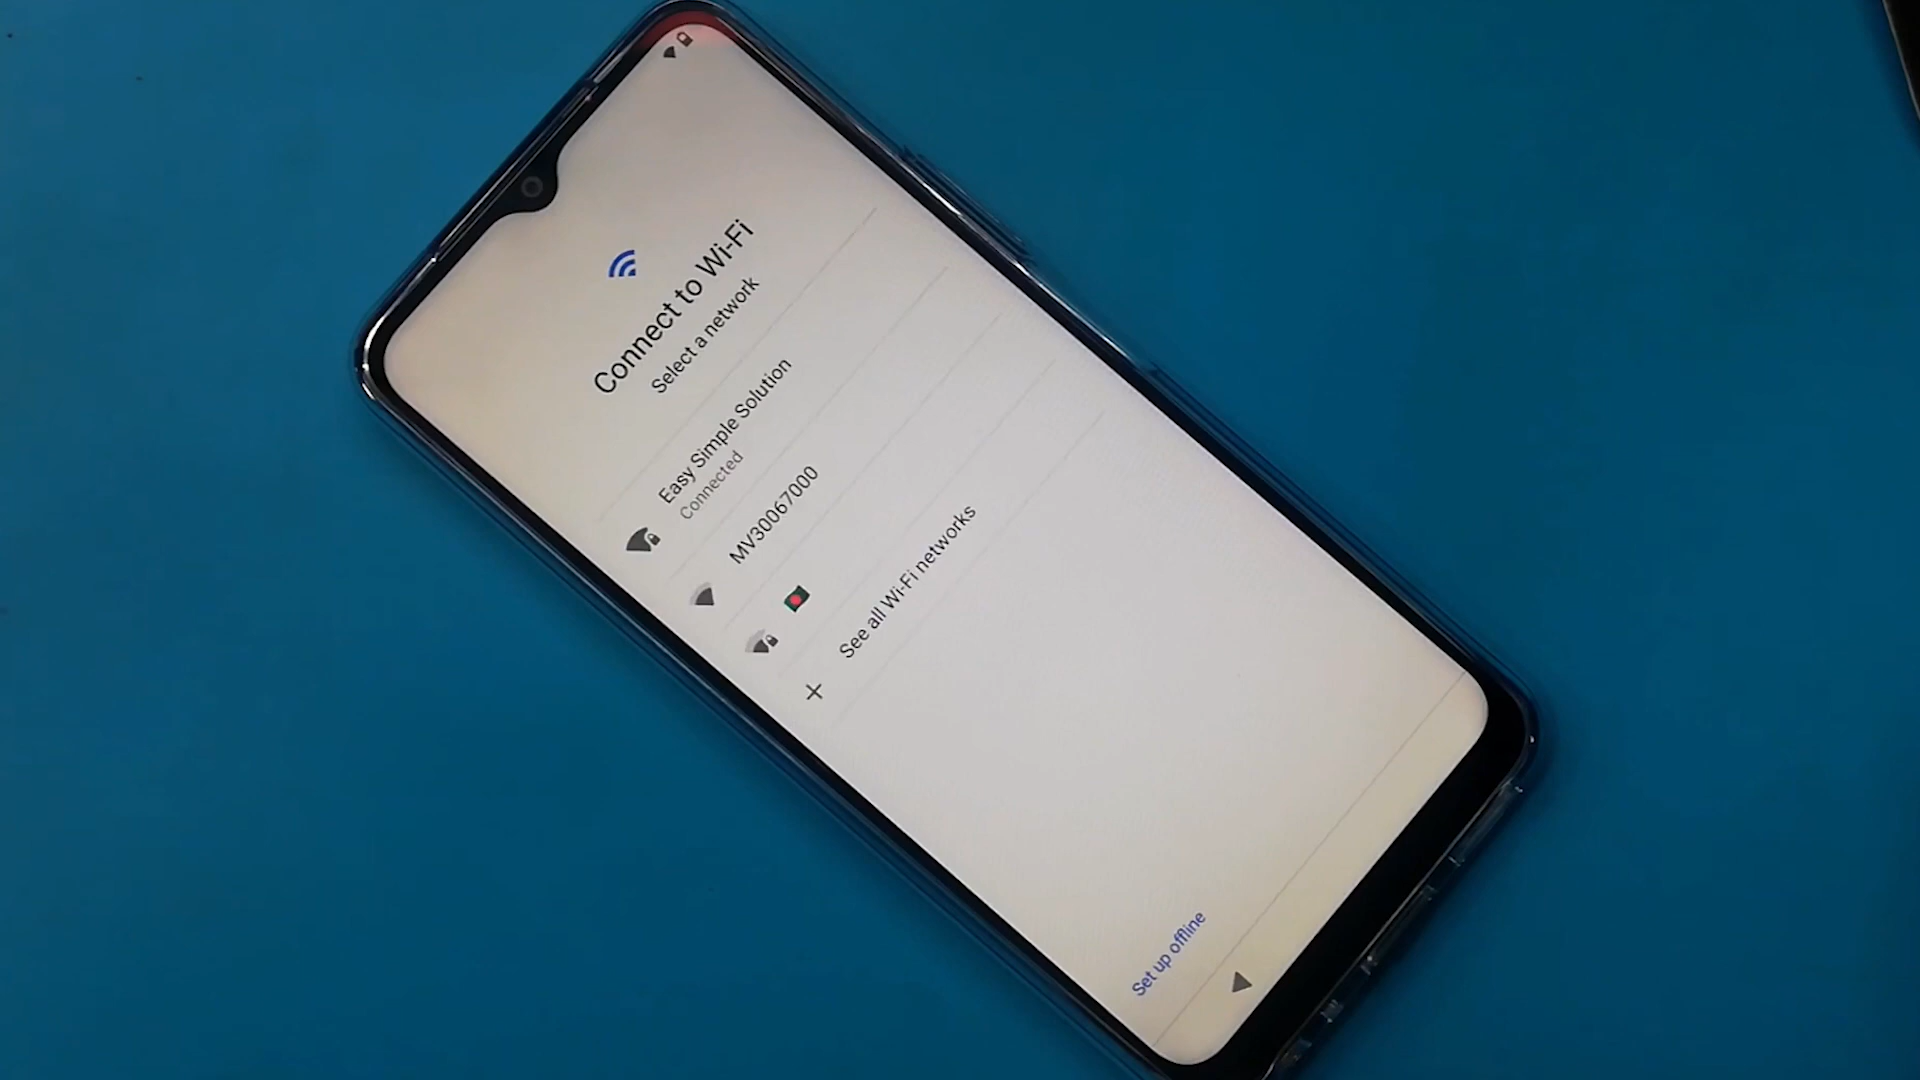 Connect to Wi-Fi
Select a network
Easy Simple Solution
Connected
MV30067000
🇧🇩
See all Wi-Fi networks
Set up offline